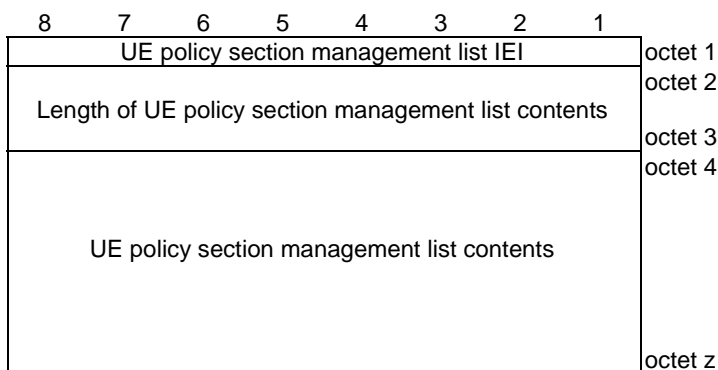 8 7 6 5 4 3 2 1
UE policy section management list IEI octet 1
octet 2
Length of UE policy section management list contents
octet 3
octet 4
UE policy section management list contents
octet z